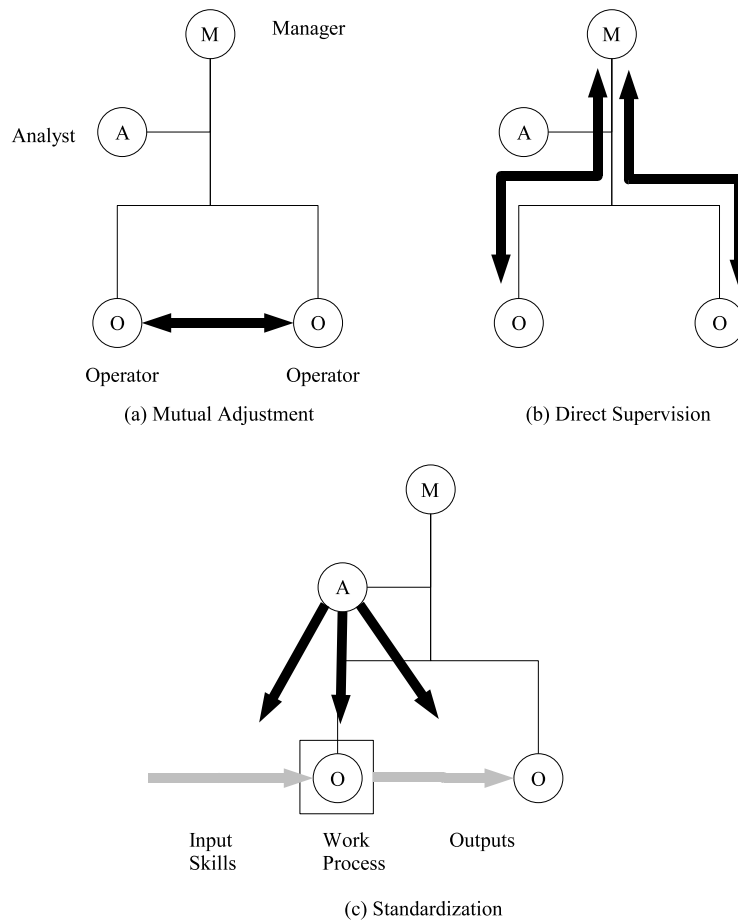 M
Manager
A
Analyst
O
O
Operator
Operator
(a) Mutual Adjustment
M
A
O
O
(b) Direct Supervision
M
A
O
O
Input
Skills
Work
Process
Outputs
(c) Standardization